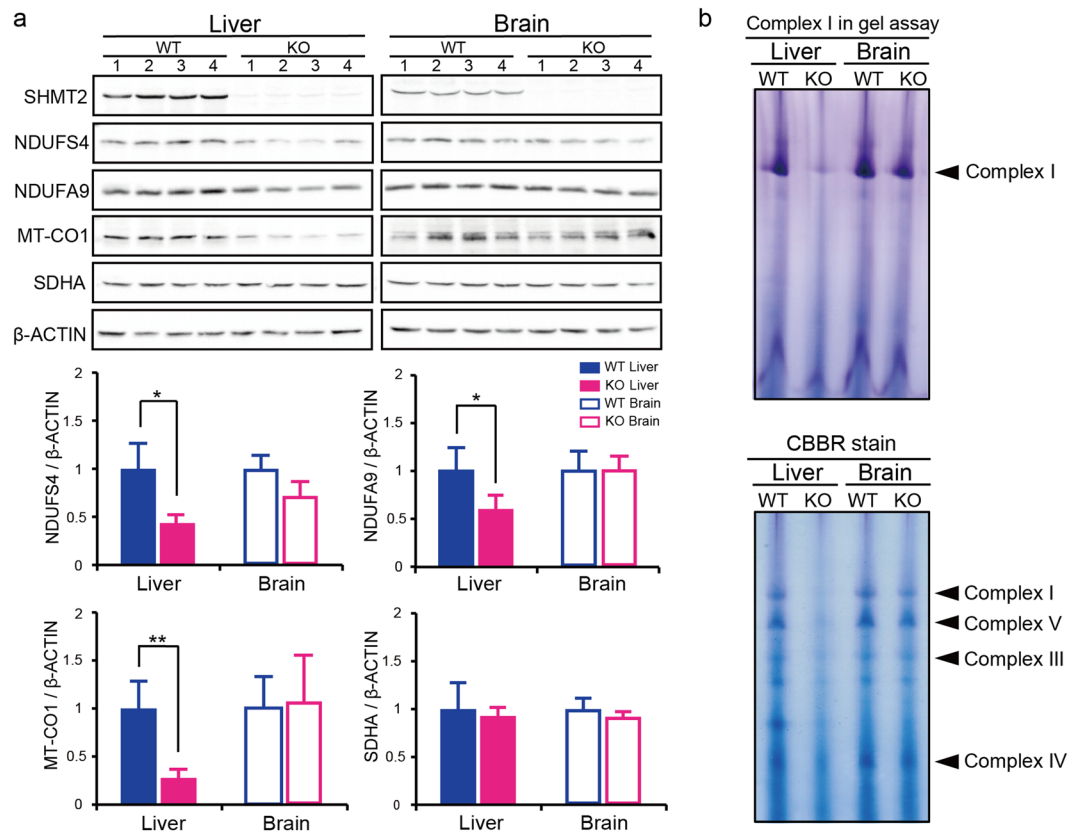 a
Liver
Brain
WT KO
WT KO
1 2 3 4 1 2 3 4
1 2 3 4 1 2 3 4
SHMT2
NDUFS4
NDUFA9
MT-CO1
SDHA
β-ACTIN
NDUFS4 / β-ACTIN
2
1.5
1
0.5
0
*
Liver Brain
NDUFA9 / β-ACTIN
2
1.5
1
0.5
0
*
Liver Brain
WT Liver
KO Liver
WT Brain
KO Brain
MT-CO1 / β-ACTIN
2
1.5
1
0.5
0
**
Liver Brain
SDHA / β-ACTIN
2
1.5
1
0.5
0
Liver Brain
b
Complex I in gel assay
Liver Brain
WT KO WT KO
Complex I
CBBR stain
Liver Brain
WT KO WT KO
Complex I
Complex V
Complex III
Complex IV